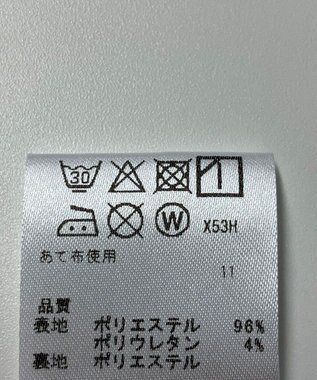 30
W X53H
あて布使用
11
品質
表地 ポリエステル 96%
ポリウレタン 4%
裏地 ポリエステル